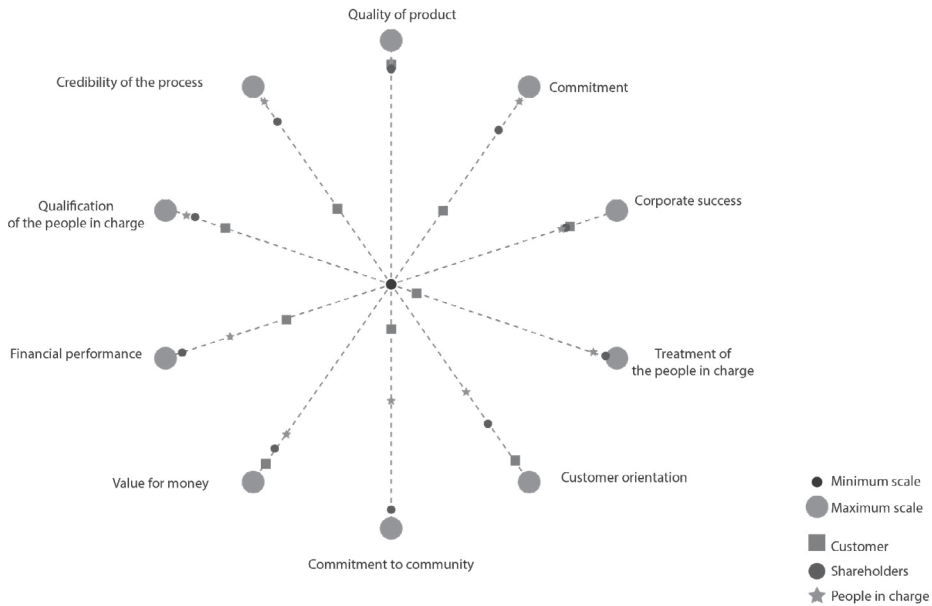 Quality of product
Credibility of the process
Commitment
Qualification
of the people in charge
Corporate success
Financial performance
Treatment of
the people in charge
Value for money
Customer orientation
Commitment to community
Minimum scale
Maximum scale
Customer
Shareholders
People in charge